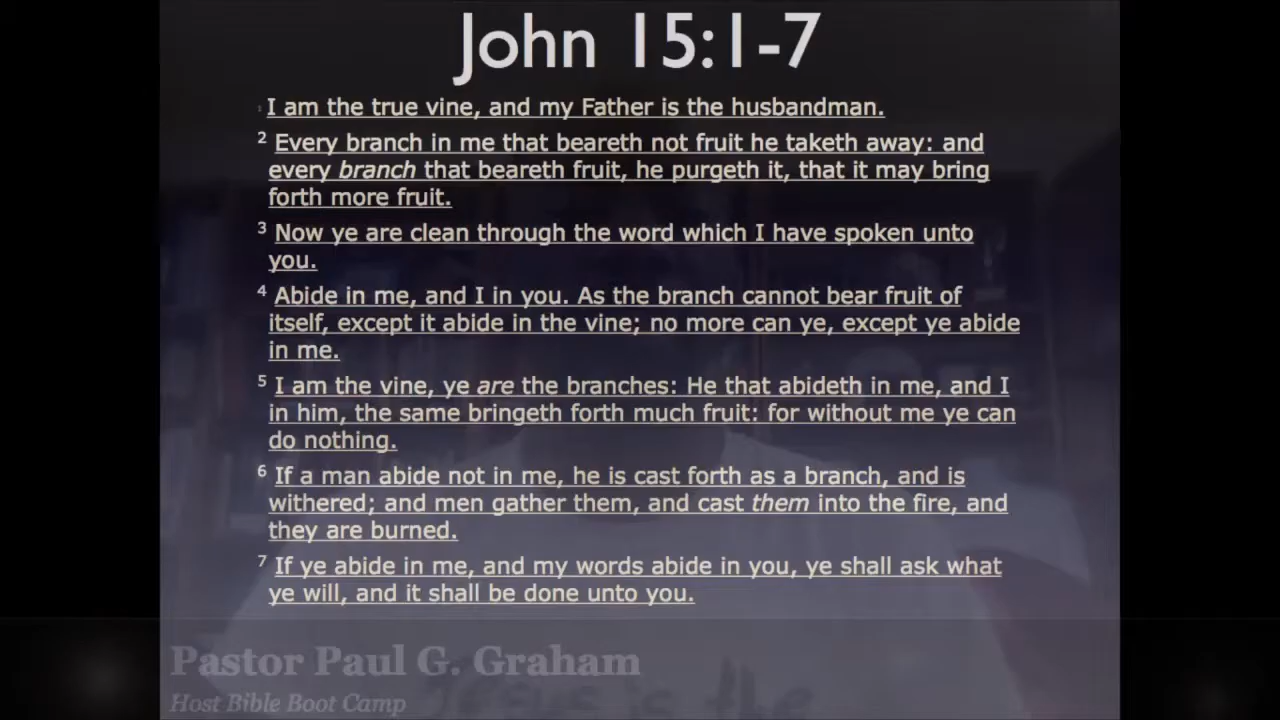 John 15:1-7
1 I am the true vine, and my Father is the husbandman.
2 Every branch in me that beareth not fruit he taketh away: and
every branch that beareth fruit, he purgeth it, that it may bring
forth more fruit.
3 Now ye are clean through the word which I have spoken unto
you.
4 Abide in me, and I in you. As the branch cannot bear fruit of
itself, except it abide in the vine; no more can ye, except ye abide
in me.
5 I am the vine, ye are the branches: He that abideth in me, and I
in him, the same bringeth forth much fruit: for without me ye can
do nothing.
6 If a man abide not in me, he is cast forth as a branch, and is
withered; and men gather them, and cast them into the fire, and
they are burned.
7 If ye abide in me, and my words abide in you, ye shall ask what
ye will, and it shall be done unto you.
Pastor Paul G. Graham
Jesus is the
Host Bible Boot Camp